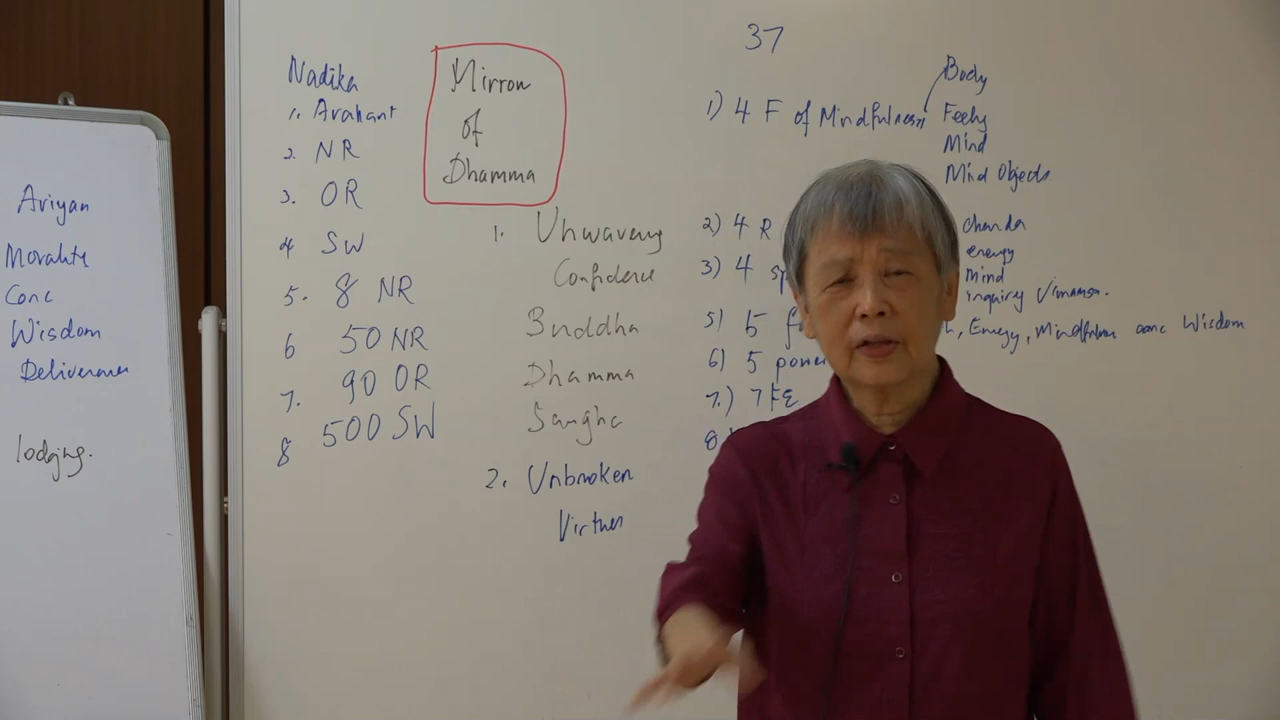 Ariyan
Morality
Conc
Wisdom
Deliverance
lodging.
Nadika
1. Arahant
2. NR
3. OR
4 SW
5. 8 NR
6 50 NR
7. 90 OR
8 500 SW
Mirror
of
Dhamma
1. Unwavering
Confidence
Buddha
Dhamma
Sangha
2. Unbroken
Virtues
37
1) 4 F of Mindfulness
Body
Feeling
Mind
Mind Objects
2) 4 R
chanda
energy
mind
inquiry Vimamsa.
3) 4 sp
5) 5 f
, Energy, Mindfulness conc Wisdom
6) 5 power
7.) 7 FE
8)